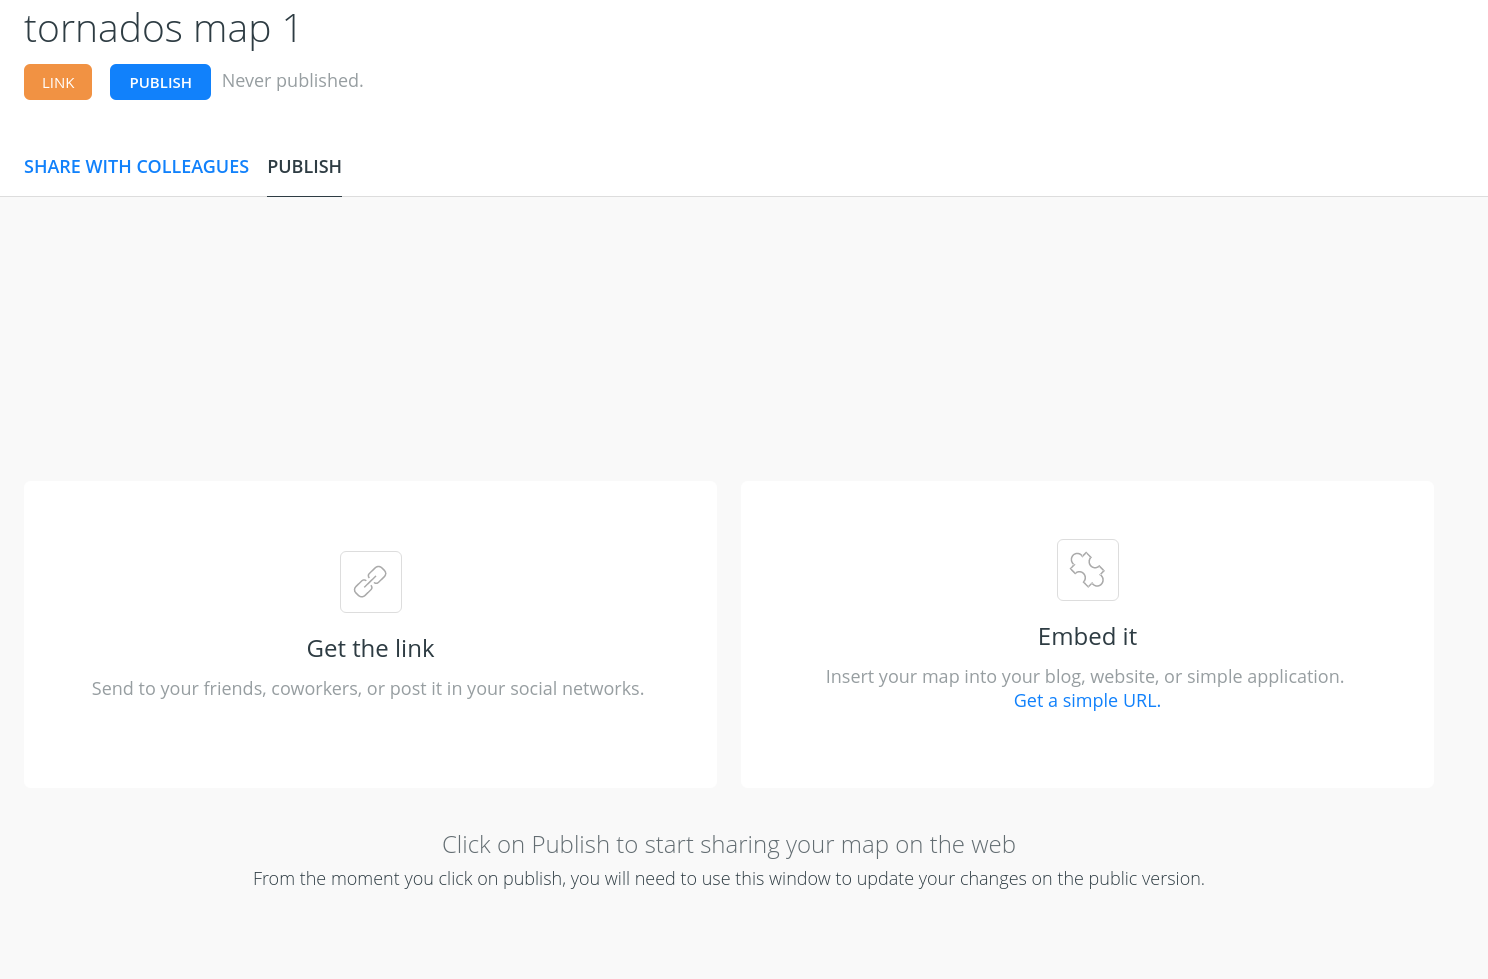 tornados map 1
LINK PUBLISH Never published.
SHARE WITH COLLEAGUES PUBLISH
Get the link
Send to your friends, coworkers, or post it in your social networks.
Embed it
Insert your map into your blog, website, or simple application.
Get a simple URL.
Click on Publish to start sharing your map on the web
From the moment you click on publish, you will need to use this window to update your changes on the public version.